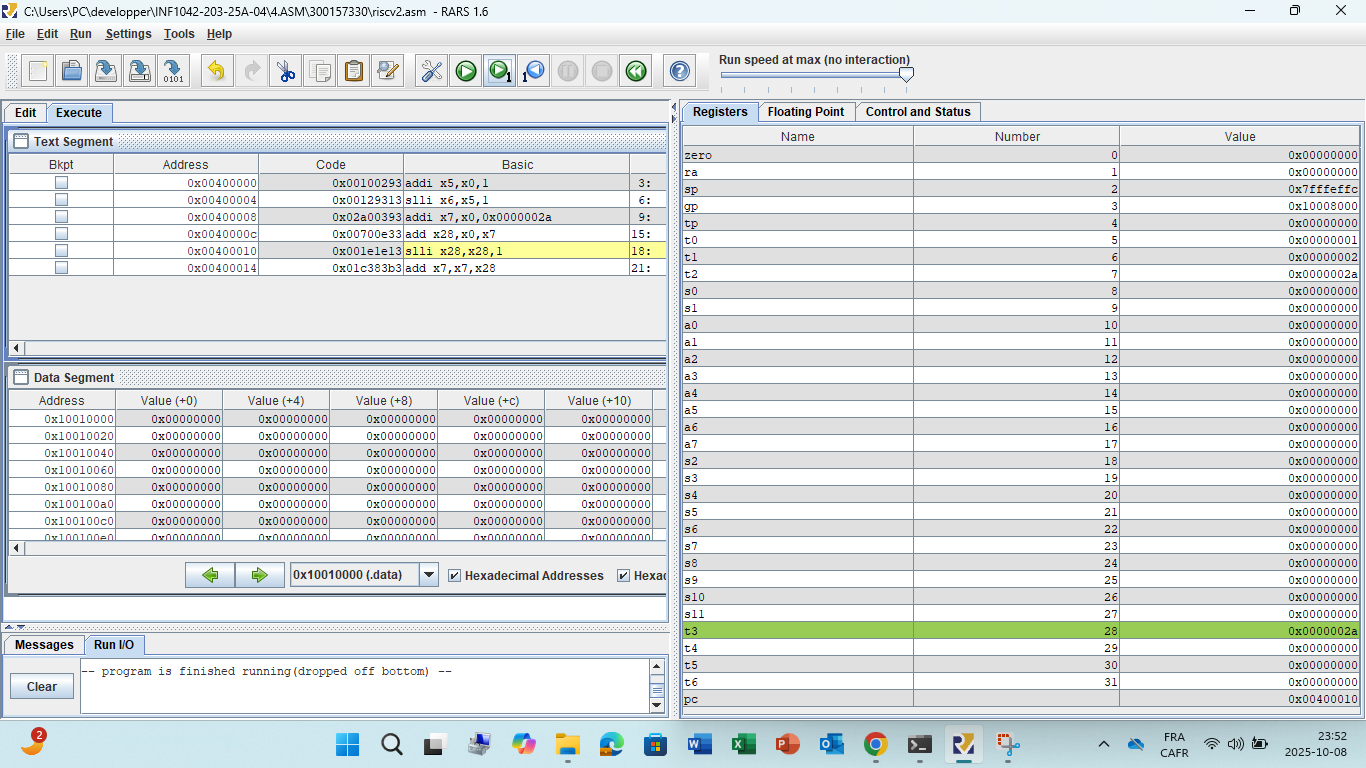 C:\Users\PC\developper\INF1042-203-25A-04\4.ASM\300157330\riscv2.asm - RARS 1.6
File Edit Run Settings Tools Help
Run speed at max (no interaction)
Edit Execute
Text Segment
Bkpt Address Code Basic
0x00400000 0x00100293 addi x5,x0,1 3:
0x00400004 0x00129313 slli x6,x5,1 6:
0x00400008 0x02a00393 addi x7,x0,0x0000002a 9:
0x0040000c 0x00700e33 add x28,x0,x7 15:
0x00400010 0x001e1e13 slli x28,x28,1 18:
0x00400014 0x01c383b3 add x7,x7,x28 21:
Data Segment
Address Value (+0) Value (+4) Value (+8) Value (+c) Value (+10)
0x10010000 0x00000000 0x00000000 0x00000000 0x00000000 0x00000000
0x10010020 0x00000000 0x00000000 0x00000000 0x00000000 0x00000000
0x10010040 0x00000000 0x00000000 0x00000000 0x00000000 0x00000000
0x10010060 0x00000000 0x00000000 0x00000000 0x00000000 0x00000000
0x10010080 0x00000000 0x00000000 0x00000000 0x00000000 0x00000000
0x100100a0 0x00000000 0x00000000 0x00000000 0x00000000 0x00000000
0x100100c0 0x00000000 0x00000000 0x00000000 0x00000000 0x00000000
0x100100e0 0x00000000 0x00000000 0x00000000 0x00000000 0x00000000
0x10010000 (.data) Hexadecimal Addresses Hexad
Messages Run I/O
-- program is finished running(dropped off bottom) --
Clear
Registers Floating Point Control and Status
Name Number Value
zero 0 0x00000000
ra 1 0x00000000
sp 2 0x7fffeffc
gp 3 0x10008000
tp 4 0x00000000
t0 5 0x00000001
t1 6 0x00000002
t2 7 0x0000002a
s0 8 0x00000000
s1 9 0x00000000
a0 10 0x00000000
a1 11 0x00000000
a2 12 0x00000000
a3 13 0x00000000
a4 14 0x00000000
a5 15 0x00000000
a6 16 0x00000000
a7 17 0x00000000
s2 18 0x00000000
s3 19 0x00000000
s4 20 0x00000000
s5 21 0x00000000
s6 22 0x00000000
s7 23 0x00000000
s8 24 0x00000000
s9 25 0x00000000
s10 26 0x00000000
s11 27 0x00000000
t3 28 0x0000002a
t4 29 0x00000000
t5 30 0x00000000
t6 31 0x00000000
pc 0x00400010
2
FRA
CAFR
23:52
2025-10-08